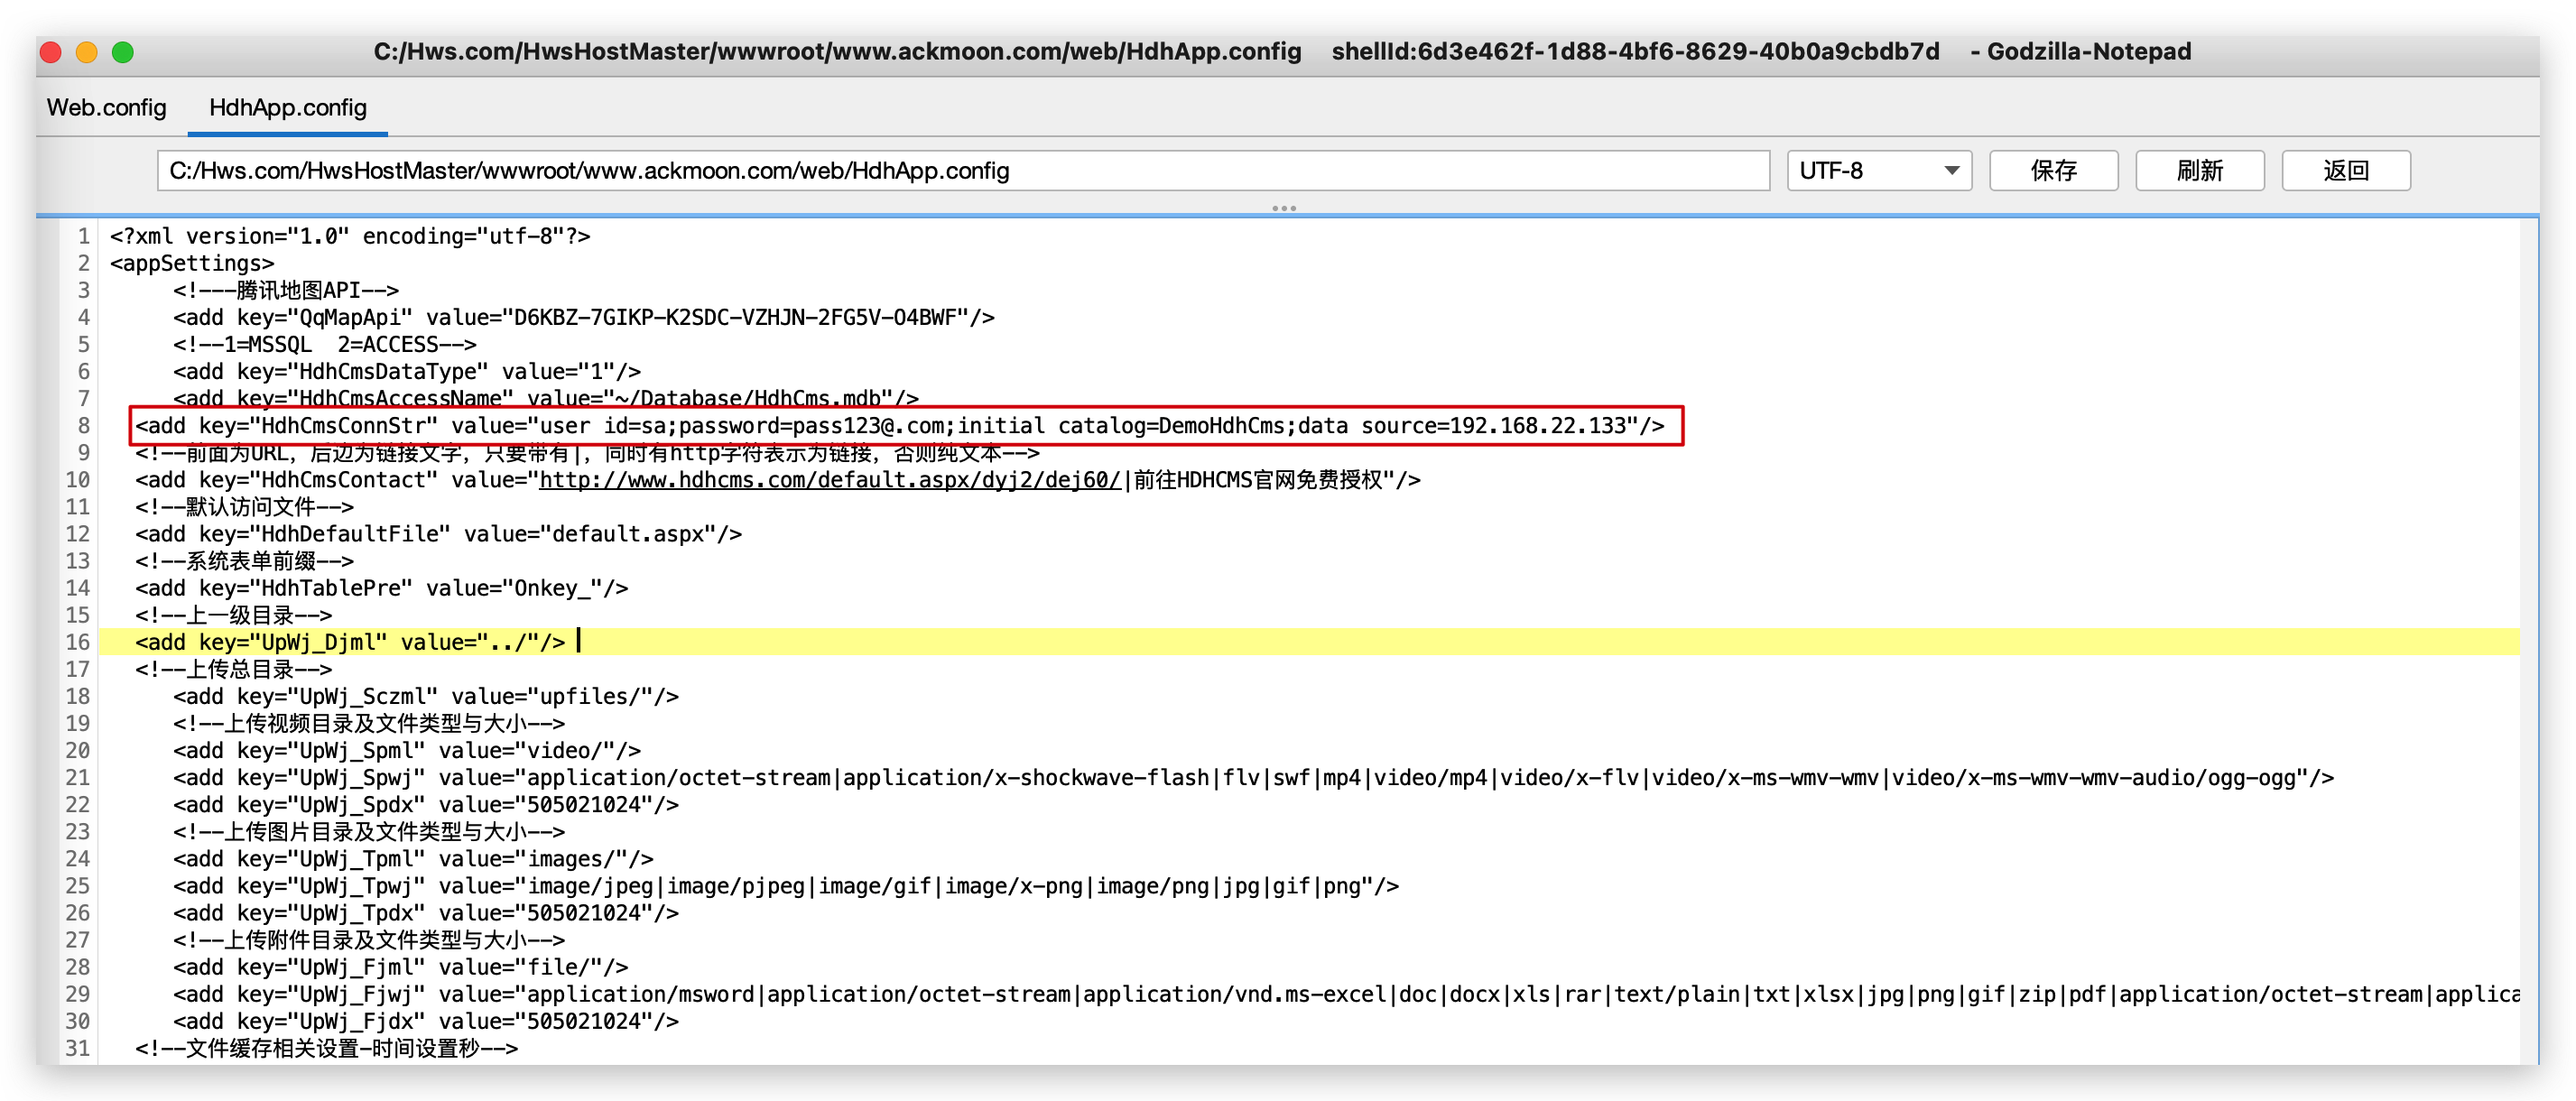 C:/Hws.com/HwsHostMaster/wwwroot/www.ackmoon.com/web/HdhApp.config shellId:6d3e462f-1d88-4bf6-8629-40b0a9cbdb7d - Godzilla-Notepad
Web.config HdhApp.config
C:/Hws.com/HwsHostMaster/wwwroot/www.ackmoon.com/web/HdhApp.config UTF-8 保存 刷新 返回
1 <?xml version="1.0" encoding="utf-8"?>
2 <appSettings>
3 <!---腾讯地图API-->
4 <add key="QqMapApi" value="D6KBZ-7GIKP-K2SDC-VZHJN-2FG5V-O4BWF"/>
5 <!--1=MSSQL  2=ACCESS-->
6 <add key="HdhCmsDataType" value="1"/>
7 <add key="HdhCmsAccessName" value="~/Database/HdhCms.mdb"/>
8 <add key="HdhCmsConnStr" value="user id=sa;password=pass123@.com;initial catalog=DemoHdhCms;data source=192.168.22.133"/>
9 <!--前面为URL，后边为链接文字，只要带有|，同时有http字符表示为链接，否则纯文本-->
10 <add key="HdhCmsContact" value="http://www.hdhcms.com/default.aspx/dyj2/dej60/|前往HDHCMS官网免费授权"/>
11 <!--默认访问文件-->
12 <add key="HdhDefaultFile" value="default.aspx"/>
13 <!--系统表单前缀-->
14 <add key="HdhTablePre" value="Onkey_"/>
15 <!--上一级目录-->
16 <add key="UpWj_Djml" value="../"/>
17 <!--上传总目录-->
18 <add key="UpWj_Sczml" value="upfiles/"/>
19 <!--上传视频目录及文件类型与大小-->
20 <add key="UpWj_Spml" value="video/"/>
21 <add key="UpWj_Spwj" value="application/octet-stream|application/x-shockwave-flash|flv|swf|mp4|video/mp4|video/x-flv|video/x-ms-wmv-wmv|video/x-ms-wmv-wmv-audio/ogg-ogg"/>
22 <add key="UpWj_Spdx" value="505021024"/>
23 <!--上传图片目录及文件类型与大小-->
24 <add key="UpWj_Tpml" value="images/"/>
25 <add key="UpWj_Tpwj" value="image/jpeg|image/pjpeg|image/gif|image/x-png|image/png|jpg|gif|png"/>
26 <add key="UpWj_Tpdx" value="505021024"/>
27 <!--上传附件目录及文件类型与大小-->
28 <add key="UpWj_Fjml" value="file/"/>
29 <add key="UpWj_Fjwj" value="application/msword|application/octet-stream|application/vnd.ms-excel|doc|docx|xls|rar|text/plain|txt|xlsx|jpg|png|gif|zip|pdf|application/octet-stream|applica
30 <add key="UpWj_Fjdx" value="505021024"/>
31 <!--文件缓存相关设置-时间设置秒-->